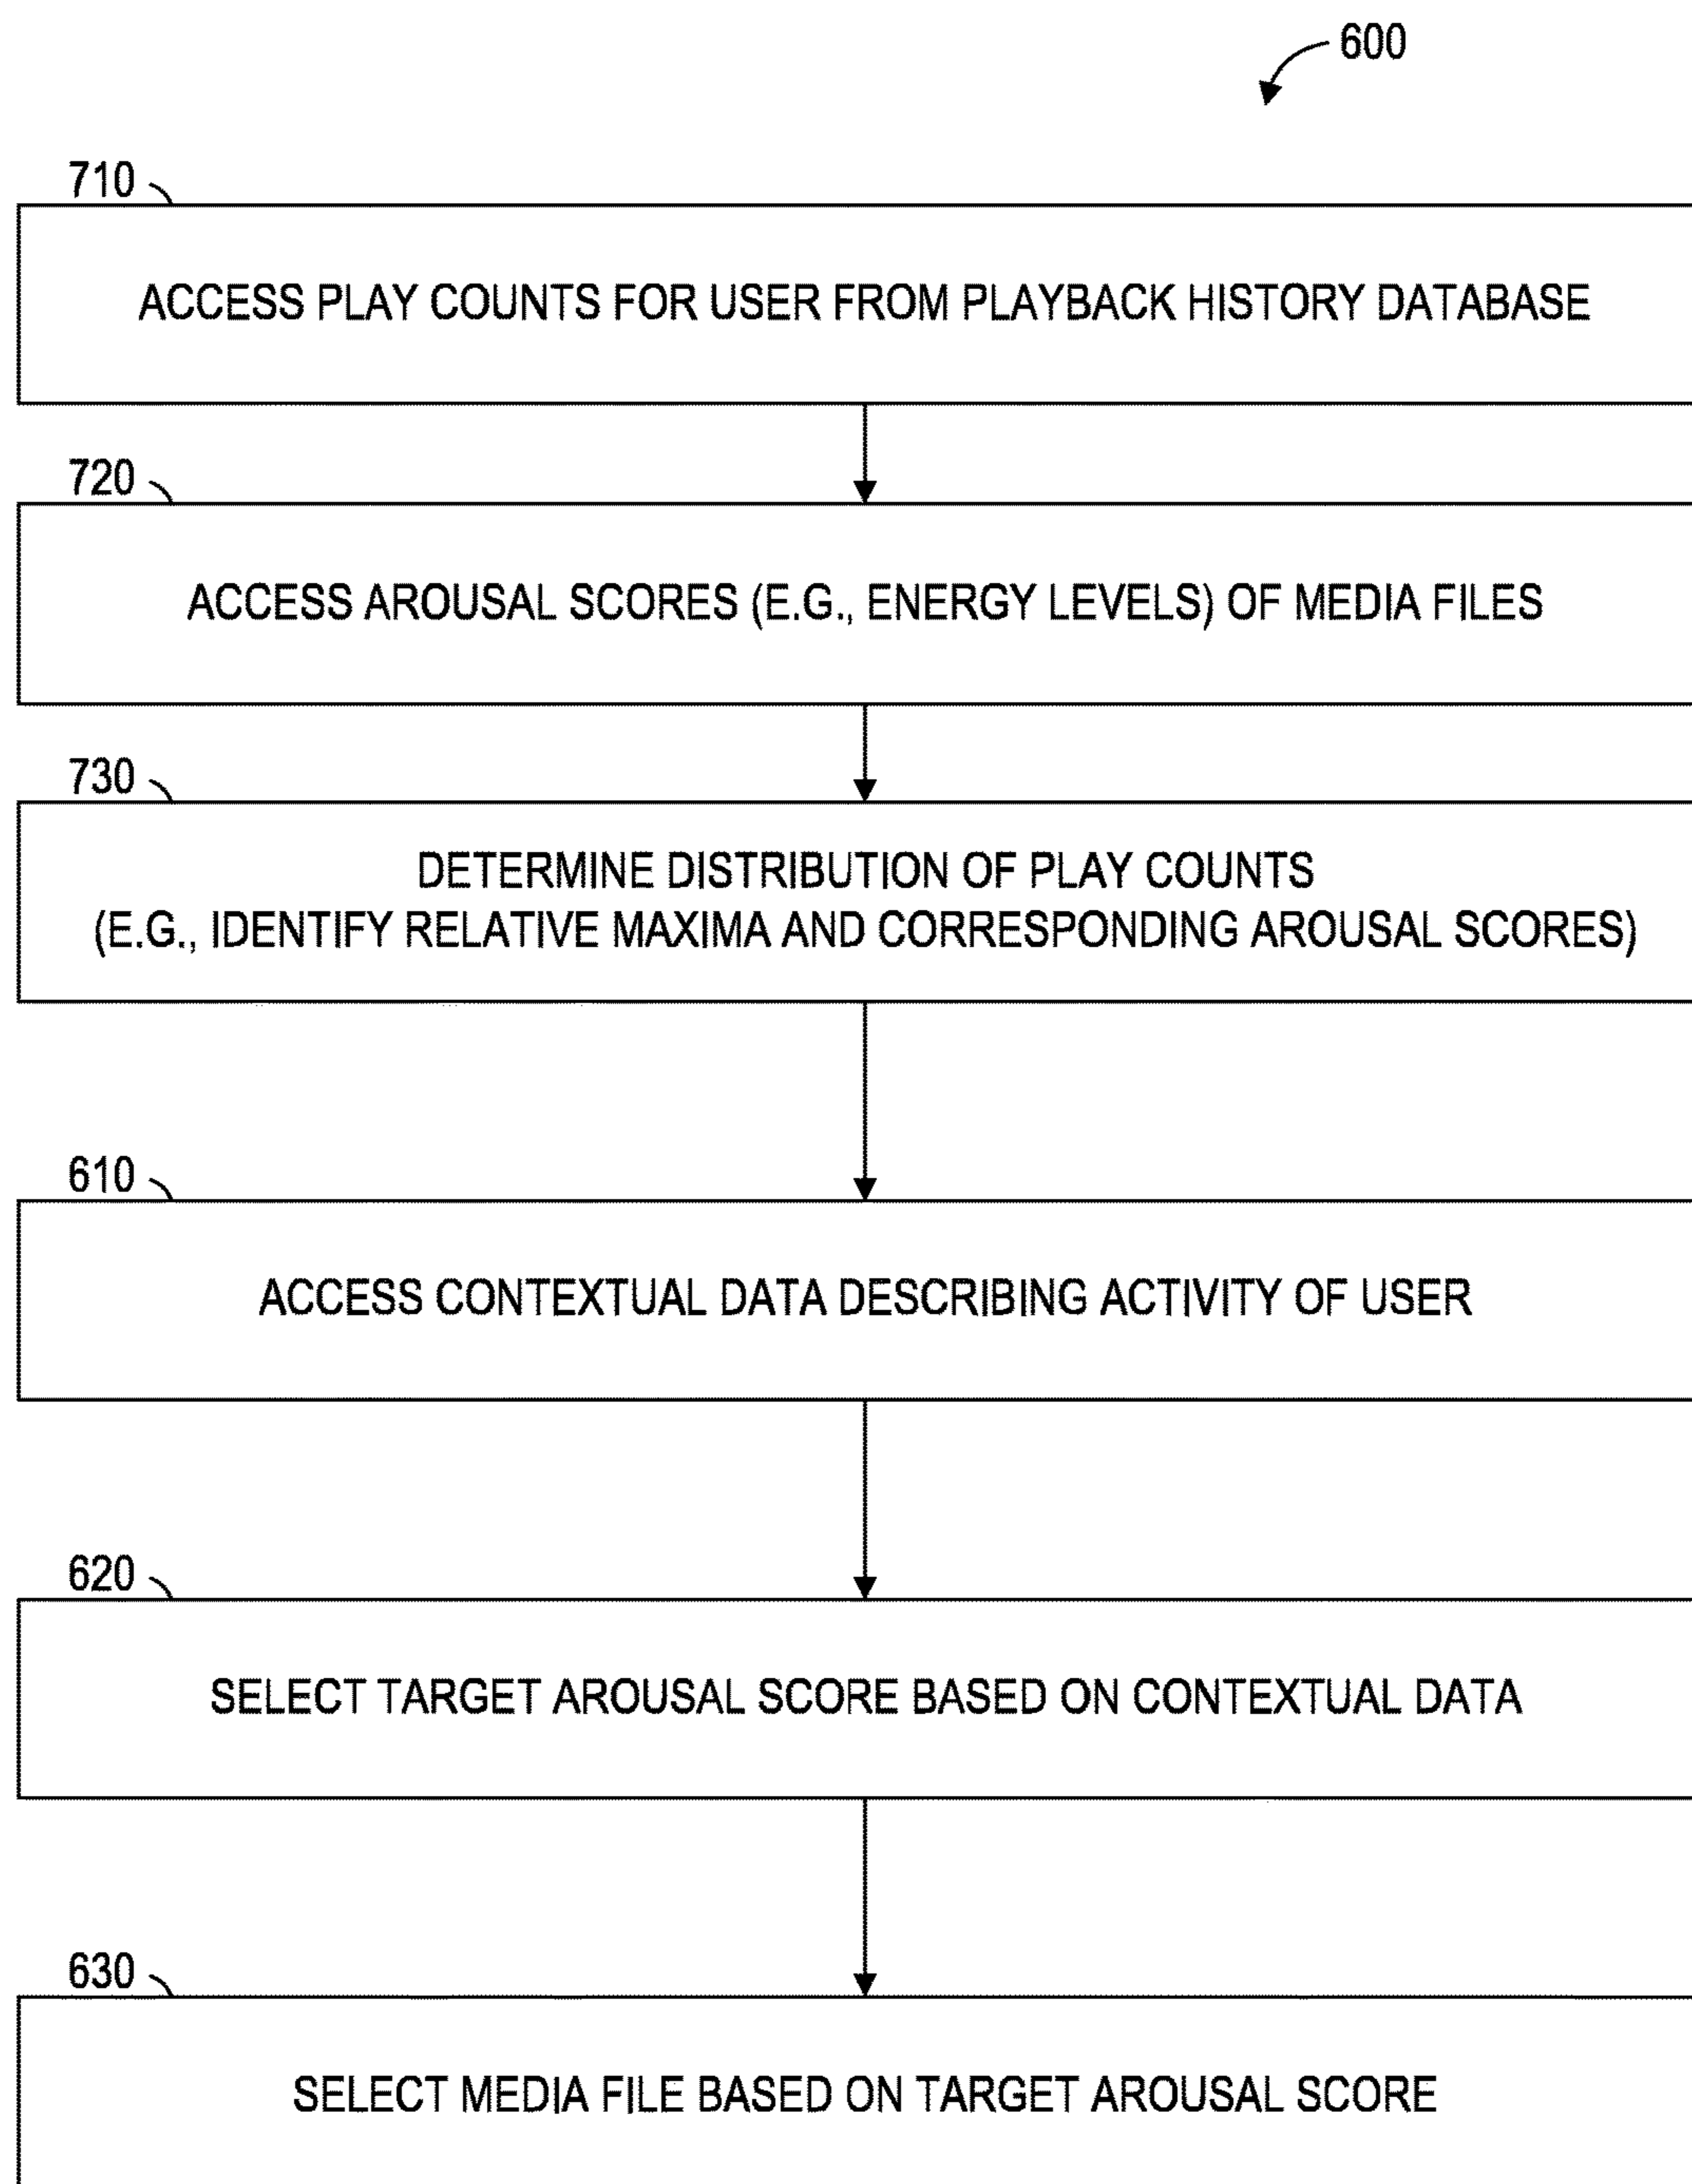 600
710
ACCESS PLAY COUNTS FOR USER FROM PLAYBACK HISTORY DATABASE
720
ACCESS AROUSAL SCORES (E.G., ENERGY LEVELS) OF MEDIA FILES
730
DETERMINE DISTRIBUTION OF PLAY COUNTS
(E.G., IDENTIFY RELATIVE MAXIMA AND CORRESPONDING AROUSAL SCORES)
610
ACCESS CONTEXTUAL DATA DESCRIBING ACTIVITY OF USER
620
SELECT TARGET AROUSAL SCORE BASED ON CONTEXTUAL DATA
630
SELECT MEDIA FILE BASED ON TARGET AROUSAL SCORE